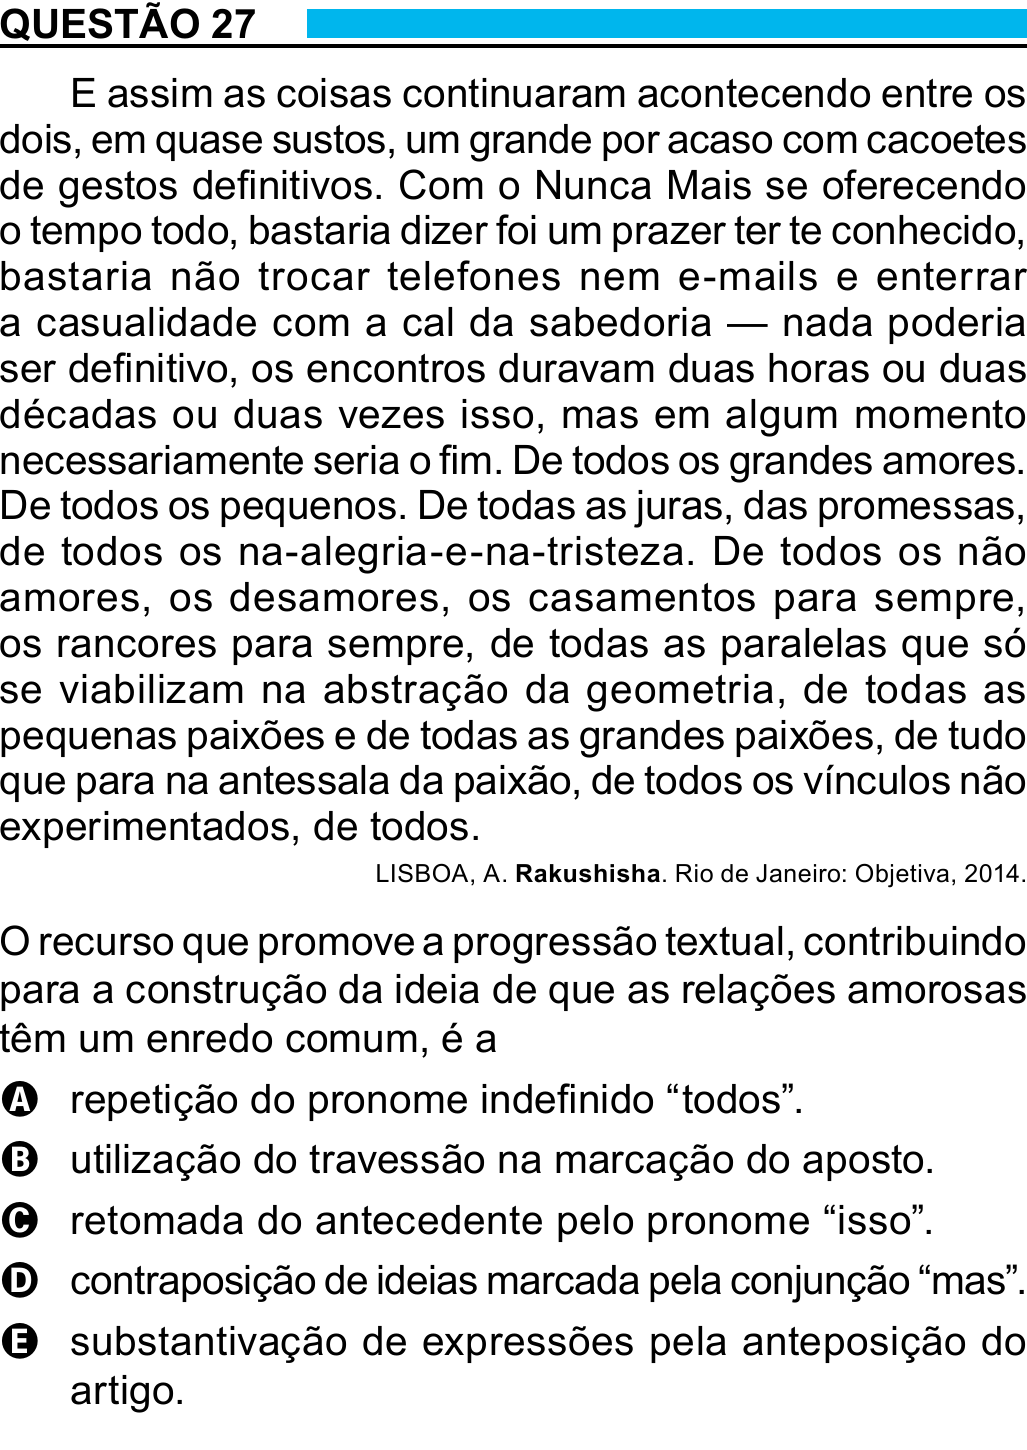 QUESTÃO 27
E assim as coisas continuaram acontecendo entre os
dois, em quase sustos, um grande por acaso com cacoetes
de gestos definitivos. Com o Nunca Mais se oferecendo
o tempo todo, bastaria dizer foi um prazer ter te conhecido,
bastaria não trocar telefones nem e-mails e enterrar
a casualidade com a cal da sabedoria — nada poderia
ser definitivo, os encontros duravam duas horas ou duas
décadas ou duas vezes isso, mas em algum momento
necessariamente seria o fim. De todos os grandes amores.
De todos os pequenos. De todas as juras, das promessas,
de todos os na-alegria-e-na-tristeza. De todos os não
amores, os desamores, os casamentos para sempre,
os rancores para sempre, de todas as paralelas que só
se viabilizam na abstração da geometria, de todas as
pequenas paixões e de todas as grandes paixões, de tudo
que para na antessala da paixão, de todos os vínculos não
experimentados, de todos.
LISBOA, A. Rakushisha. Rio de Janeiro: Objetiva, 2014.
O recurso que promove a progressão textual, contribuindo
para a construção da ideia de que as relações amorosas
têm um enredo comum, é a
A repetição do pronome indefinido “todos”.
B utilização do travessão na marcação do aposto.
C retomada do antecedente pelo pronome “isso”.
D contraposição de ideias marcada pela conjunção “mas”.
E substantivação de expressões pela anteposição do
artigo.